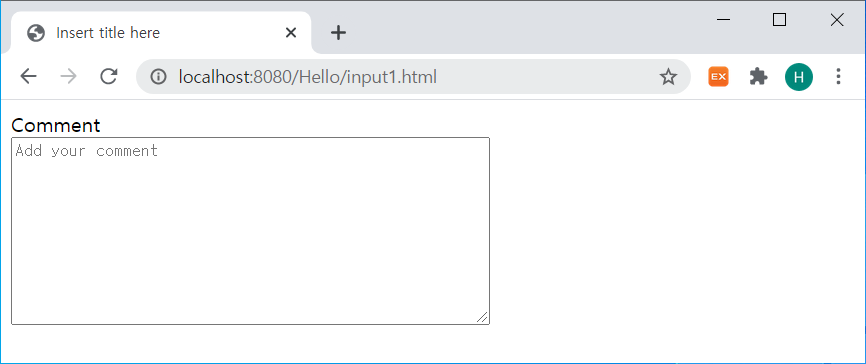 Insert title here
localhost:8080/Hello/input1.html
EX
H
Comment
Add your comment